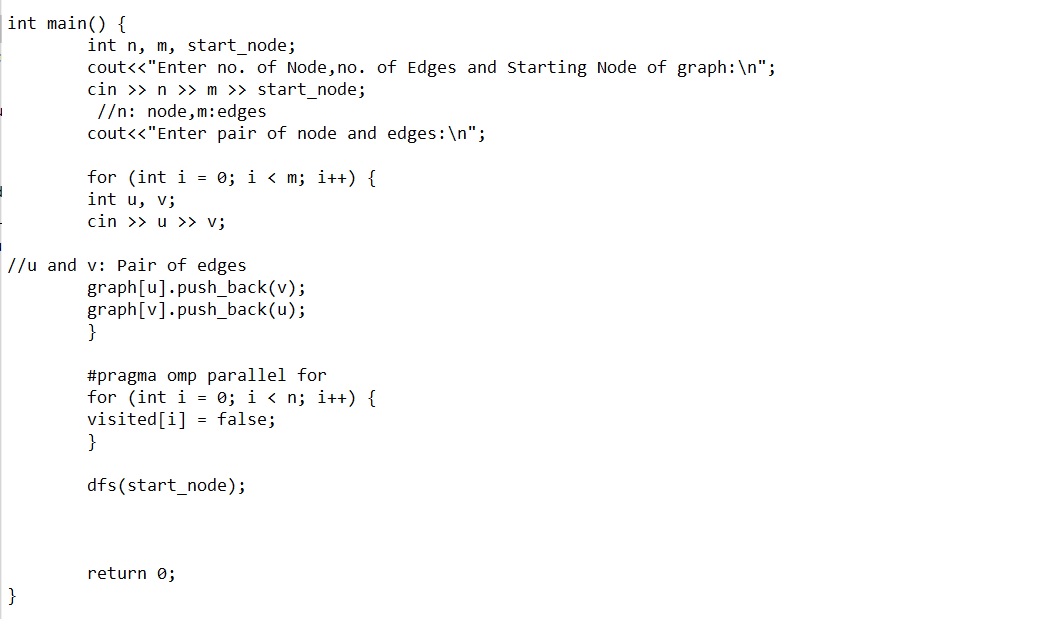 int main() {
int n, m, start_node;
cout<<"Enter no. of Node,no. of Edges and Starting Node of graph:\n";
cin >> n >> m >> start_node;
//n: node,m:edges
cout<<"Enter pair of node and edges:\n";
for (int i = 0; i < m; i++) {
int u, v;
cin >> u >> v;
//u and v: Pair of edges
graph[u].push_back(v);
graph[v].push_back(u);
}
#pragma omp parallel for
for (int i = 0; i < n; i++) {
visited[i] = false;
}
dfs(start_node);
return 0;
}